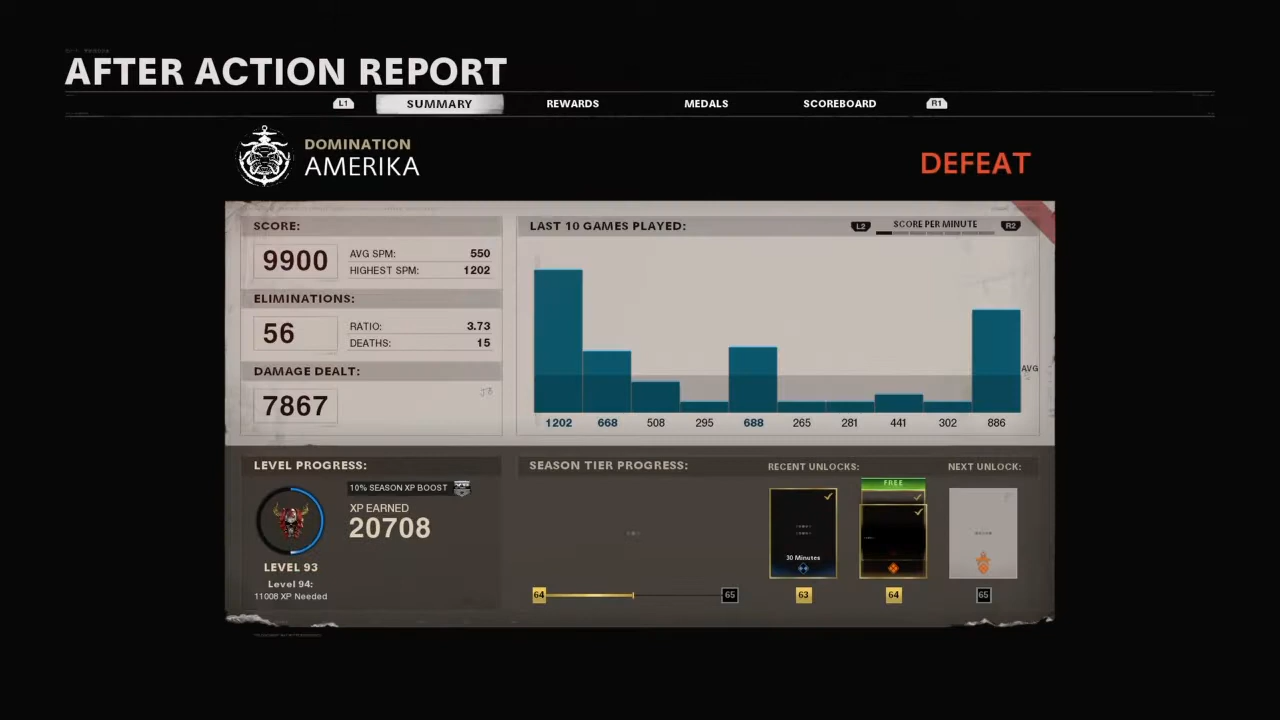 AFTER ACTION REPORT
L1 SUMMARY REWARDS MEDALS SCOREBOARD R1
DOMINATION
AMERIKA
DEFEAT
SCORE:
9900
AVG SPM: 550
HIGHEST SPM: 1202
ELIMINATIONS:
56
RATIO: 3.73
DEATHS: 15
DAMAGE DEALT:
7867
LAST 10 GAMES PLAYED:
L2 SCORE PER MINUTE R2
AVG
1202 668 508 295 688 265 281 441 302 886
LEVEL PROGRESS:
10% SEASON XP BOOST
XP EARNED
20708
LEVEL 93
Level 94:
11008 XP Needed
SEASON TIER PROGRESS:
64 65
RECENT UNLOCKS:
30 Minutes
63
FREE
64
NEXT UNLOCK:
65